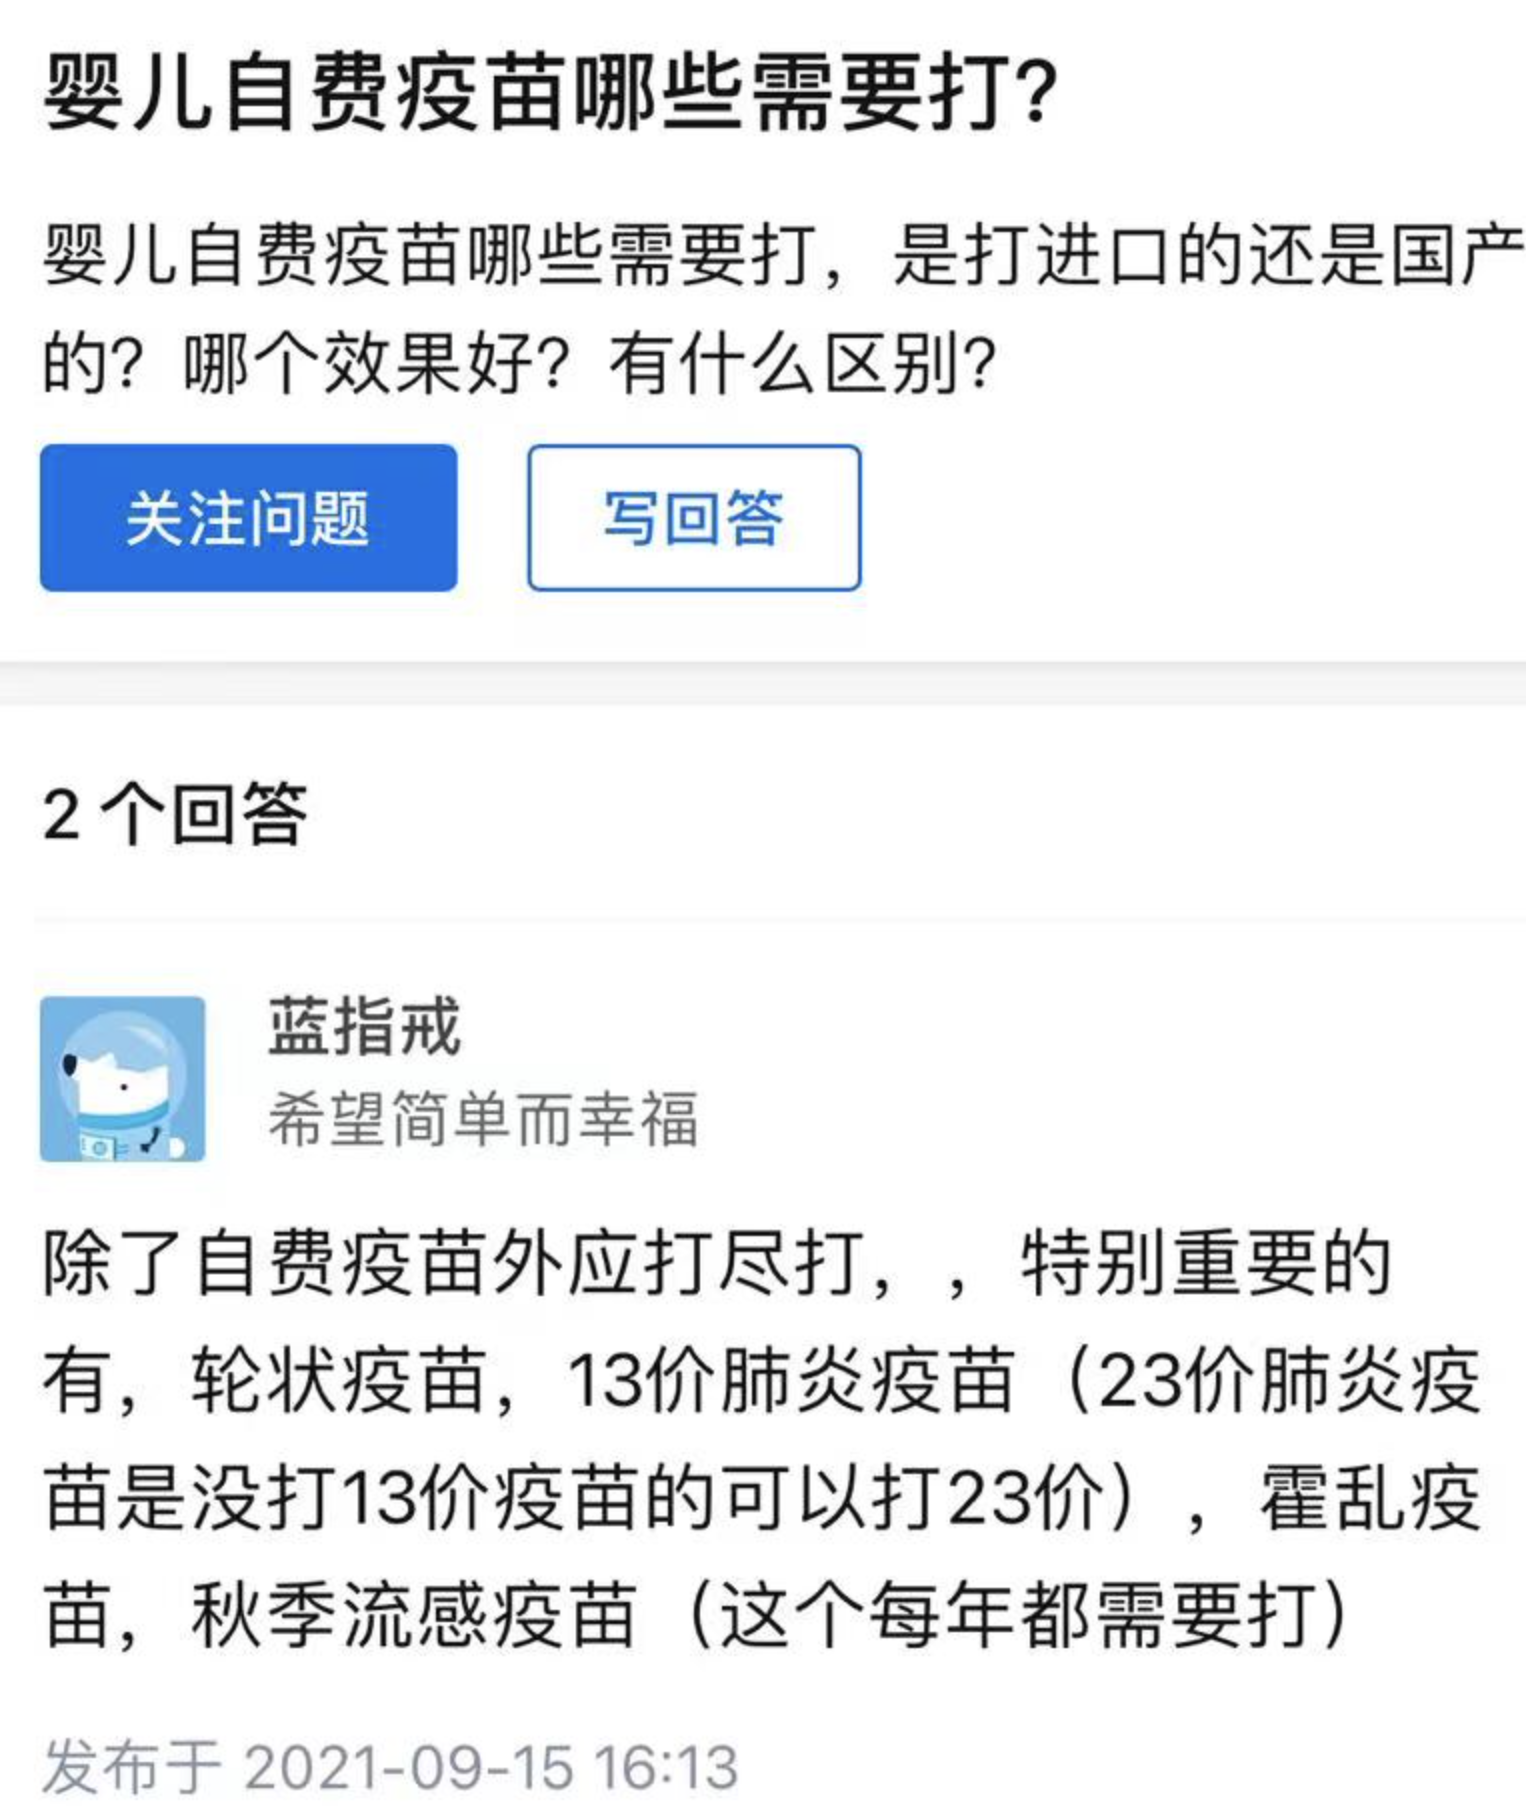 婴儿自费疫苗哪些需要打?
婴儿自费疫苗哪些需要打，是打进口的还是国产
的？哪个效果好？有什么区别？
关注问题
写回答
2 个回答
蓝指戒
希望简单而幸福
除了自费疫苗外应打尽打，，特别重要的
有，轮状疫苗，13价肺炎疫苗（23价肺炎疫
苗是没打13价疫苗的可以打23价），霍乱疫
苗，秋季流感疫苗（这个每年都需要打）
发布于 2021-09-15 16:13